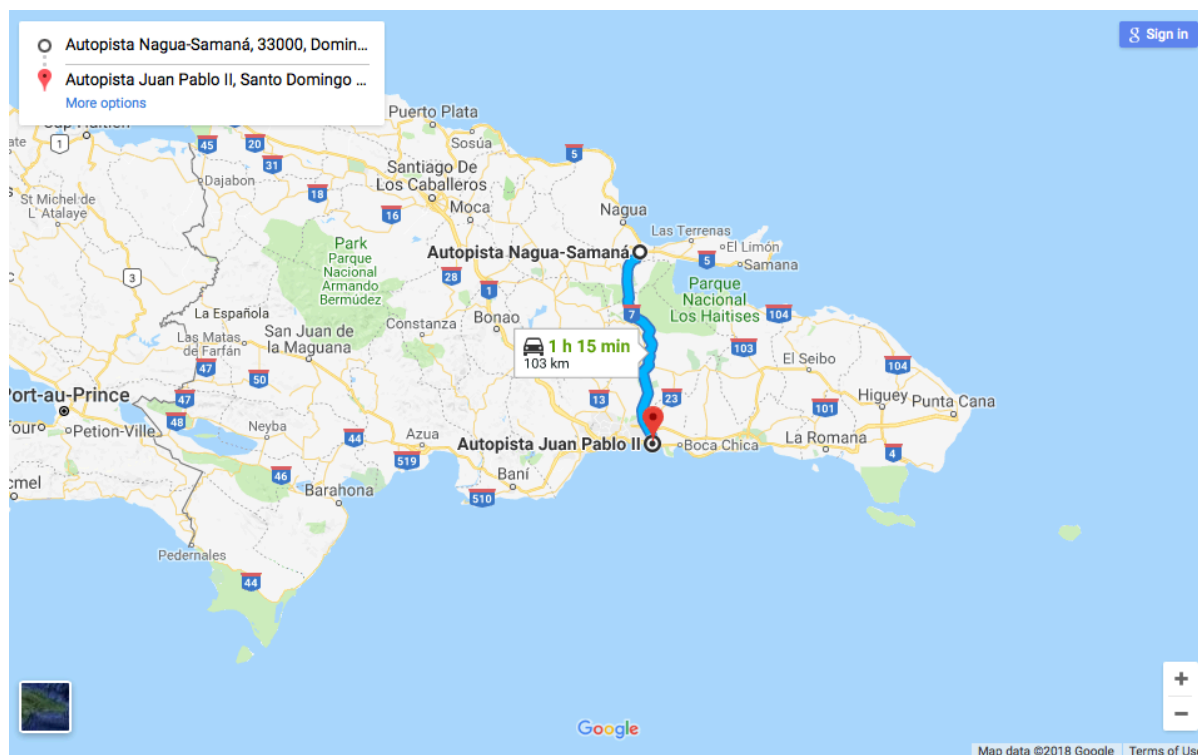 Autopista Nagua-Samaná, 33000, Domin...
Autopista Juan Pablo II, Santo Domingo ...
More options
Sign in
Puerto Plata
Sosúa
1
45
20
5
31
Dajabon
Santiago De
Los Caballeros
18
St Michel de
L' Atalaye
Moca
16
Nagua
Las Terrenas
El Limón
Autopista Nagua-Samaná
5
Samana
Park
Parque
Nacional
Armando
Bermúdez
3
28
1
Parque
Nacional
Los Haitises
La Española
Bonao
7
104
Constanza
San Juan de
la Maguana
Las Matas
de Farfán
1 h 15 min
103 km
103
El Seibo
47
50
104
Port-au-Prince
47
13
23
Higuey
Punta Cana
48
101
Petion-Ville
Neyba
44
Azua
Autopista Juan Pablo II
Boca Chica
La Romana
519
4
46
Baní
Barahona
510
Pedernales
44
+
−
Google
Map data ©2018 Google
Terms of Us